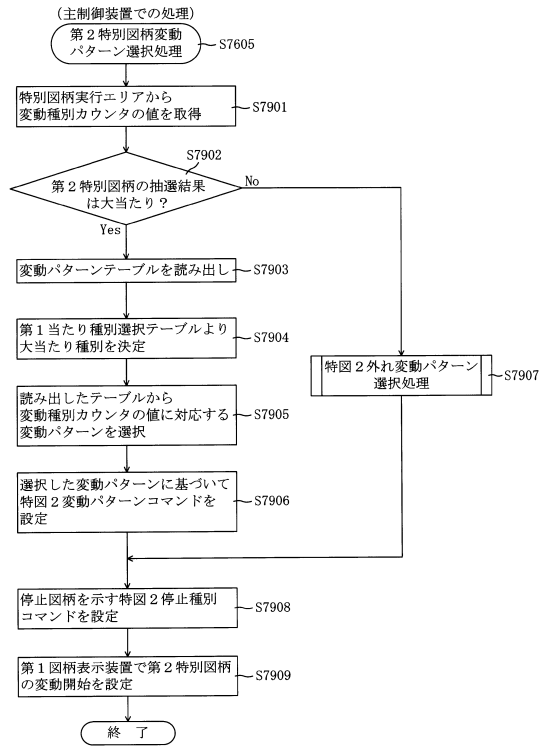 (主制御装置での処理)
第2特別図柄変動
パターン選択処理
S7605
特別図柄実行エリアから
変動種別カウンタの値を取得
S7901
S7902
第2特別図柄の抽選結果
は大当たり?
No
Yes
変動パターンテーブルを読み出し
S7903
第1当たり種別選択テーブルより
大当たり種別を決定
S7904
特図2外れ変動パターン
選択処理
S7907
読み出したテーブルから
変動種別カウンタの値に対応する
変動パターンを選択
S7905
選択した変動パターンに基づいて
特図2変動パターンコマンドを
設定
S7906
停止図柄を示す特図2停止種別
コマンドを設定
S7908
第1図柄表示装置で第2特別図柄
の変動開始を設定
S7909
終 了